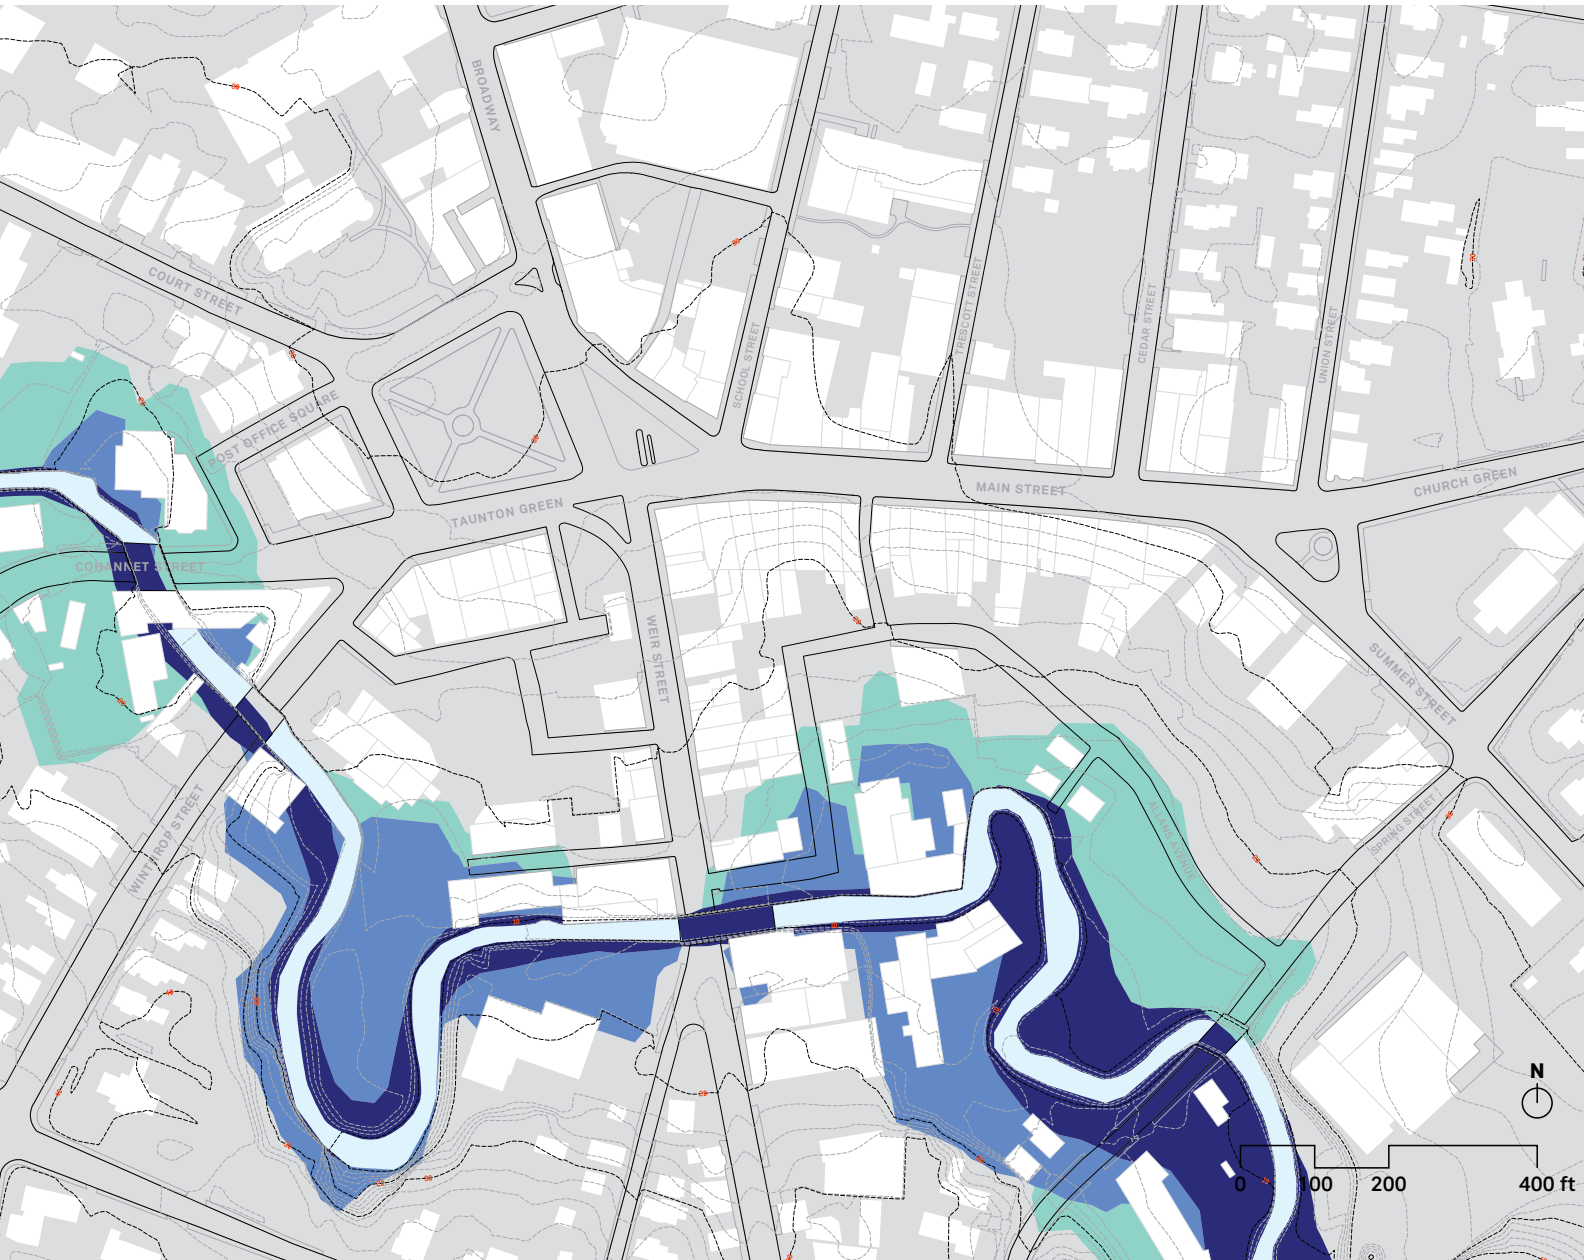 BROADWAY
COURT STREET
TRESCOTT STREET
CEDAR STREET
UNION STREET
SCHOOL STREET
POST OFFICE SQUARE
MAIN STREET
CHURCH GREEN
TAUNTON GREEN
COHANNET STREET
WEIR STREET
SUMMER STREET
WINTHROP STREET
ALLANS AVENUE
SPRING STREET
N
0 100 200 400 ft